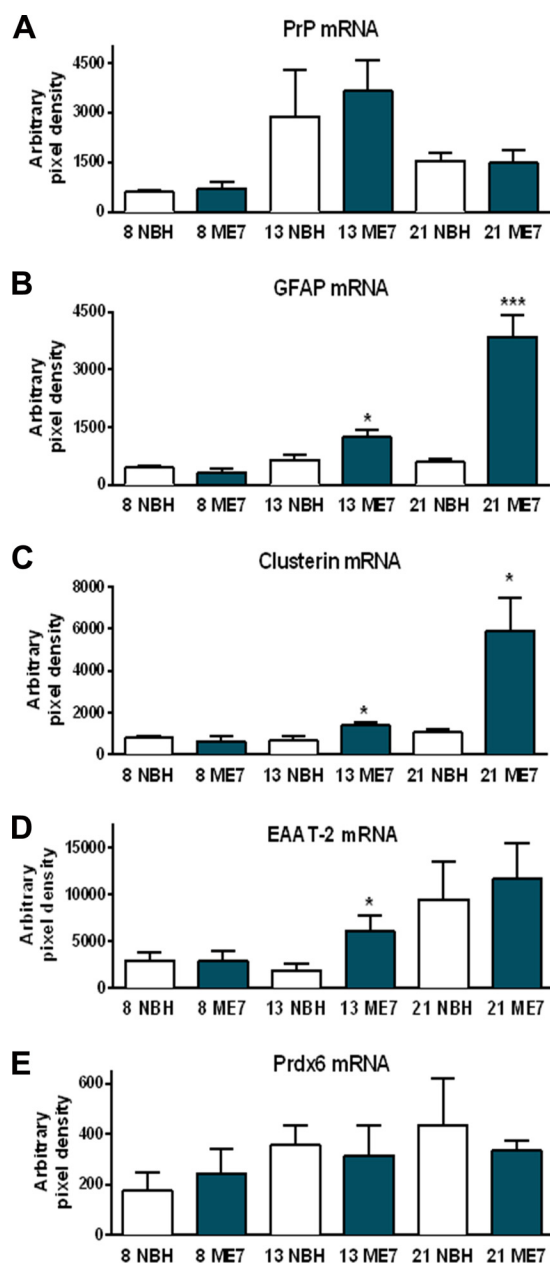 A
PrP mRNA
Arbitrary
pixel density
4500
3000
1500
0
8 NBH 8 ME7 13 NBH 13 ME7 21 NBH 21 ME7
B
GFAP mRNA
Arbitrary
pixel density
4500
3000
1500
0
*
***
8 NBH 8 ME7 13 NBH 13 ME7 21 NBH 21 ME7
C
Clusterin mRNA
Arbitrary
pixel density
8000
6000
4000
2000
0
*
*
8 NBH 8 ME7 13 NBH 13 ME7 21 NBH 21 ME7
D
EAAT-2 mRNA
Arbitrary
pixel density
15000
10000
5000
0
*
8 NBH 8 ME7 13 NBH 13 ME7 21 NBH 21 ME7
E
Prdx6 mRNA
Arbitrary
pixel density
600
400
200
0
8 NBH 8 ME7 13 NBH 13 ME7 21 NBH 21 ME7